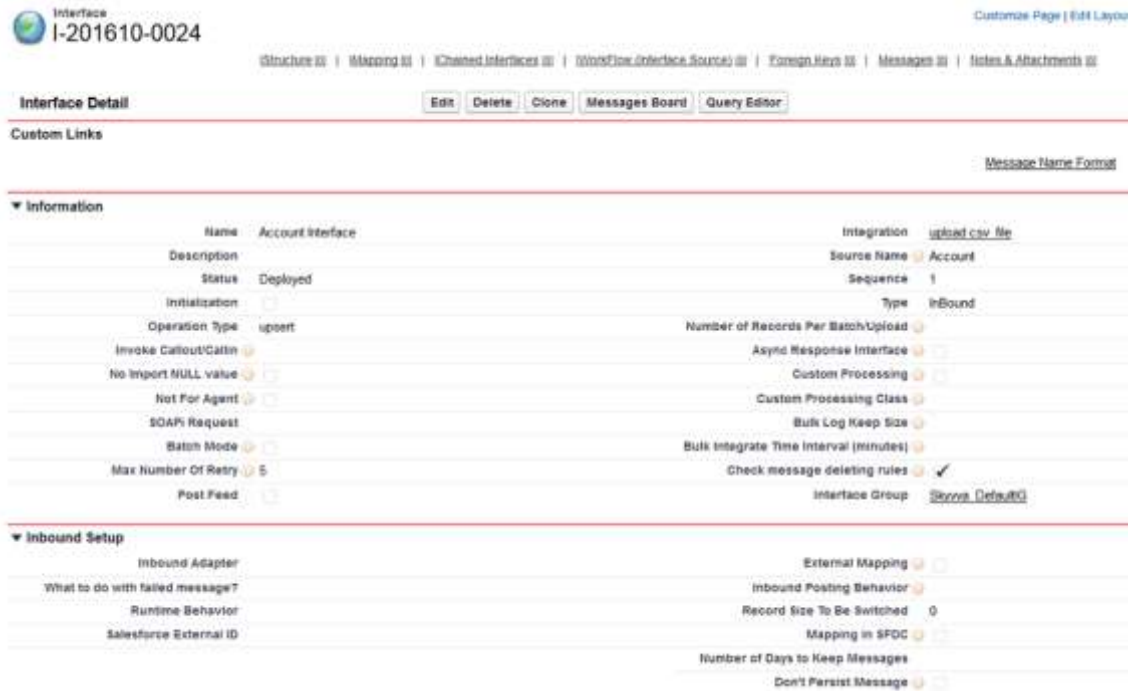 Interface
I-201610-0024
Customize Page | Edit Layou
iStructure | iMapping | iChained Interfaces | iWorkFlow (Interface Source) | Foreign Keys | Messages | Notes & Attachments
Interface Detail Edit Delete Clone Messages Board Query Editor
Custom Links
Message Name Format
Information
Name Account Interface Integration upload csv_file
Description Source Name Account
Status Deployed Sequence 1
Initialization Type InBound
Operation Type upsert Number of Records Per Batch/Upload
Invoke Callout/Callin Async Response Interface
No Import NULL value Custom Processing
Not For Agent Custom Processing Class
SOAPi Request Bulk Log Keep Size
Batch Mode Bulk Integrate Time Interval (minutes)
Max Number Of Retry 5 Check message deleting rules ✓
Post Feed Interface Group Skyvva_DefaultIG
Inbound Setup
Inbound Adapter External Mapping
What to do with failed message? Inbound Posting Behavior
Runtime Behavior Record Size To Be Switched 0
Salesforce External ID Mapping in SFDC
Number of Days to Keep Messages
Don't Persist Message